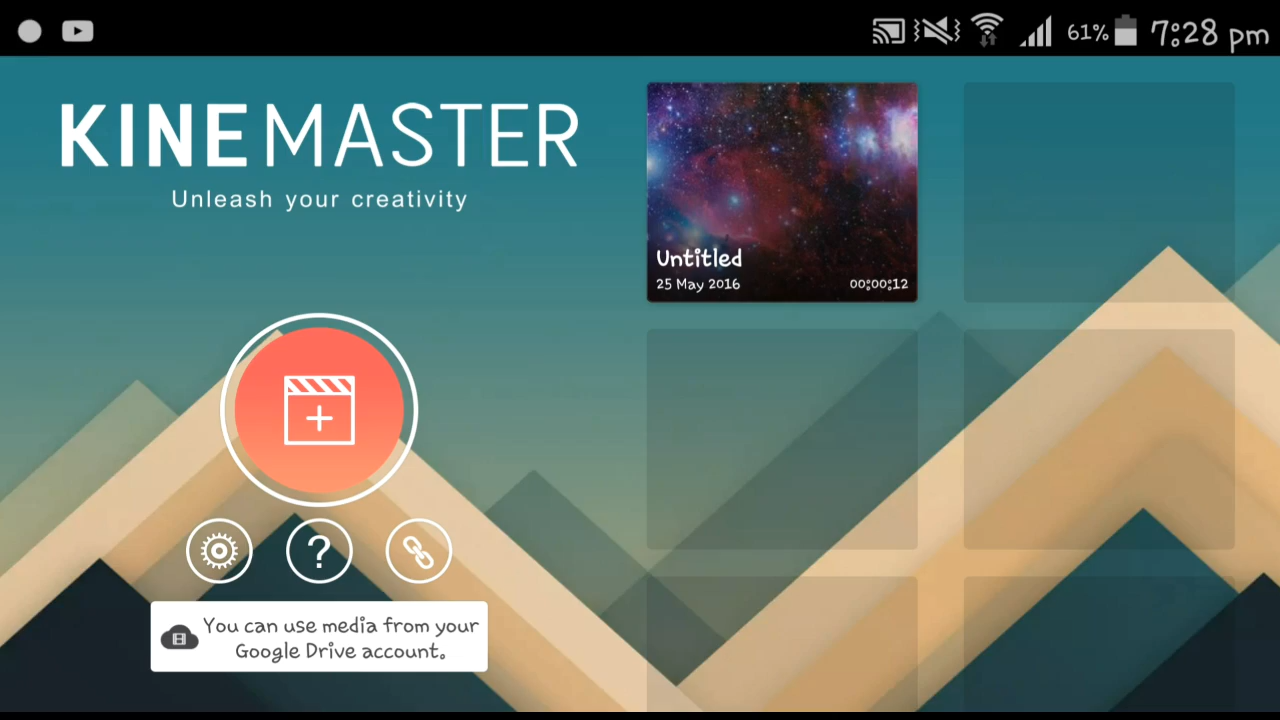 61% 7:28 pm
KINEMASTER
Unleash your creativity
Untitled
25 May 2016 00:00:12
?
You can use media from your
Google Drive account.